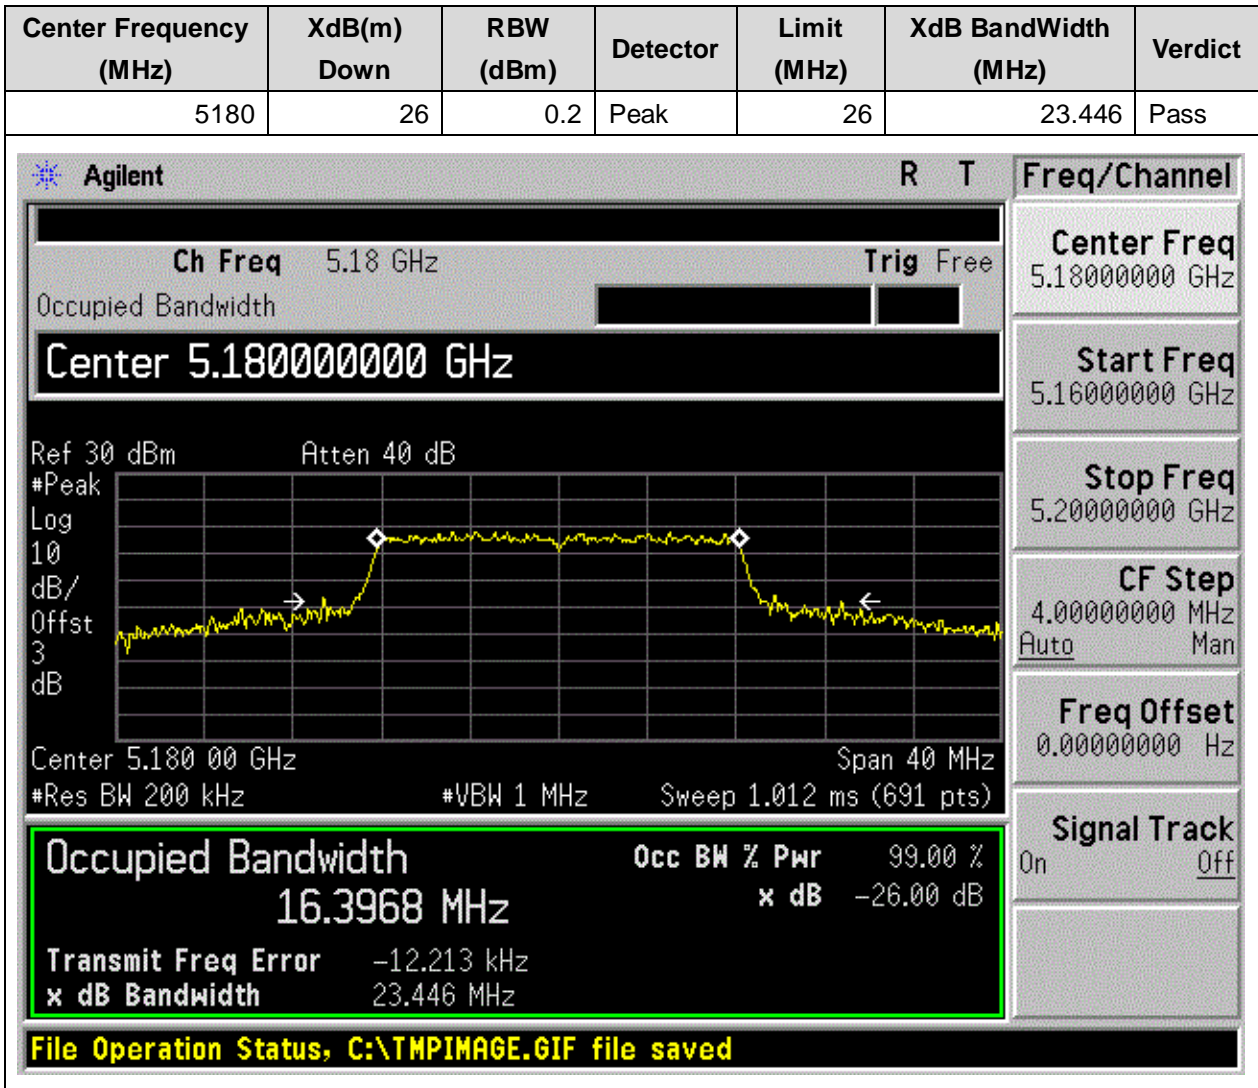 Center Frequency (MHz) XdB(m) Down RBW (dBm) Detector Limit (MHz) XdB BandWidth (MHz) Verdict
5180 26 0.2 Peak 26 23.446 Pass
Agilent R T
Ch Freq 5.18 GHz Trig Free
Occupied Bandwidth
Center 5.180000000 GHz
Ref 30 dBm Atten 40 dB
#Peak
Log
10
dB/
Offst
3
dB
Center 5.180 00 GHz Span 40 MHz
#Res BW 200 kHz #VBW 1 MHz Sweep 1.012 ms (691 pts)
Occupied Bandwidth Occ BW % Pwr 99.00 %
16.3968 MHz x dB -26.00 dB
Transmit Freq Error -12.213 kHz
x dB Bandwidth 23.446 MHz
File Operation Status, C:\TMPIMAGE.GIF file saved
Freq/Channel
Center Freq
5.18000000 GHz
Start Freq
5.16000000 GHz
Stop Freq
5.20000000 GHz
CF Step
4.00000000 MHz
Auto Man
Freq Offset
0.00000000 Hz
Signal Track
On Off